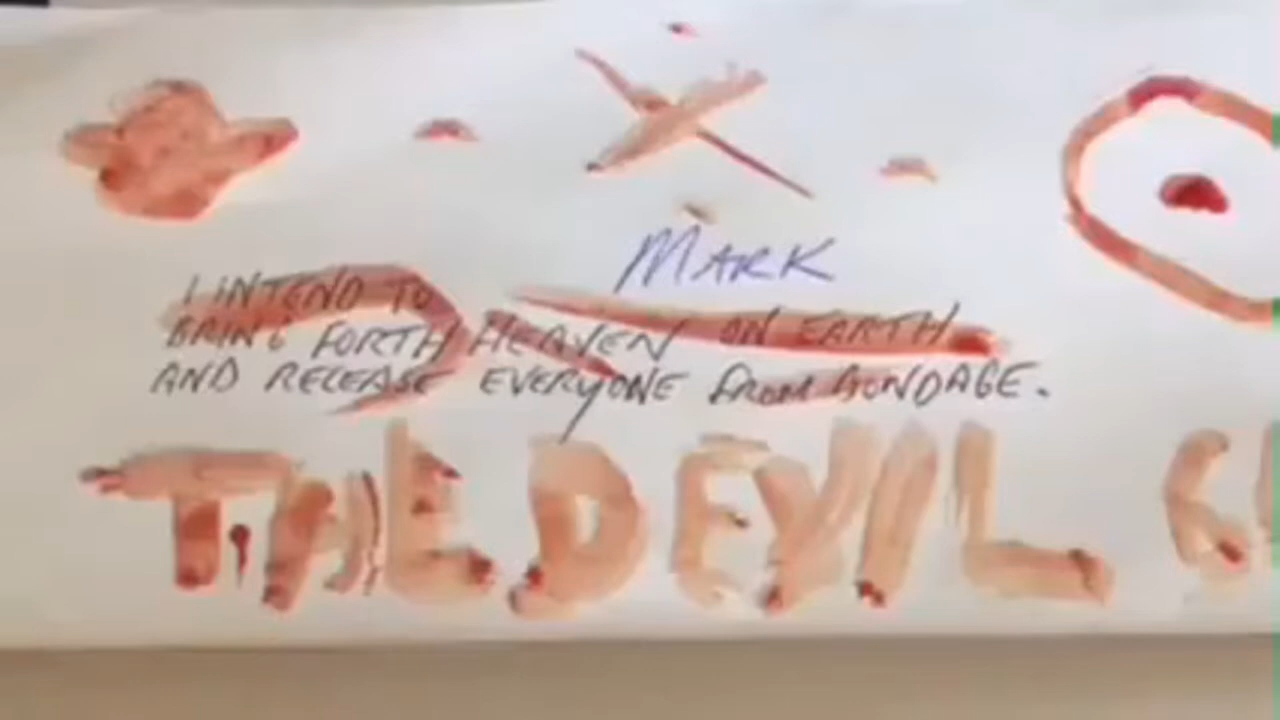 MARK
I INTEND TO
BRING FORTH HEAVEN ON EARTH
AND RELEASE EVERYONE FROM BONDAGE.
THE DEVIL